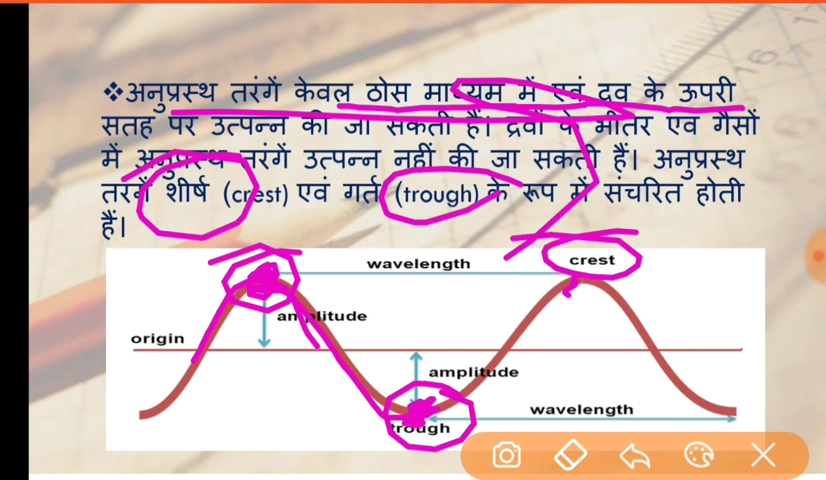 ❖अनुप्रस्थ तरंगें केवल ठोस माध्यम में एवं द्रव के ऊपरी
सतह पर उत्पन्न की जा सकती हैं। द्रवों के भीतर एवं गैसों
में अनुप्रस्थ तरंगें उत्पन्न नहीं की जा सकती हैं। अनुप्रस्थ
तरंगें शीर्ष (crest) एवं गर्त (trough) के रूप में संचरित होती
हैं।
wavelength
crest
amplitude
origin
amplitude
wavelength
trough